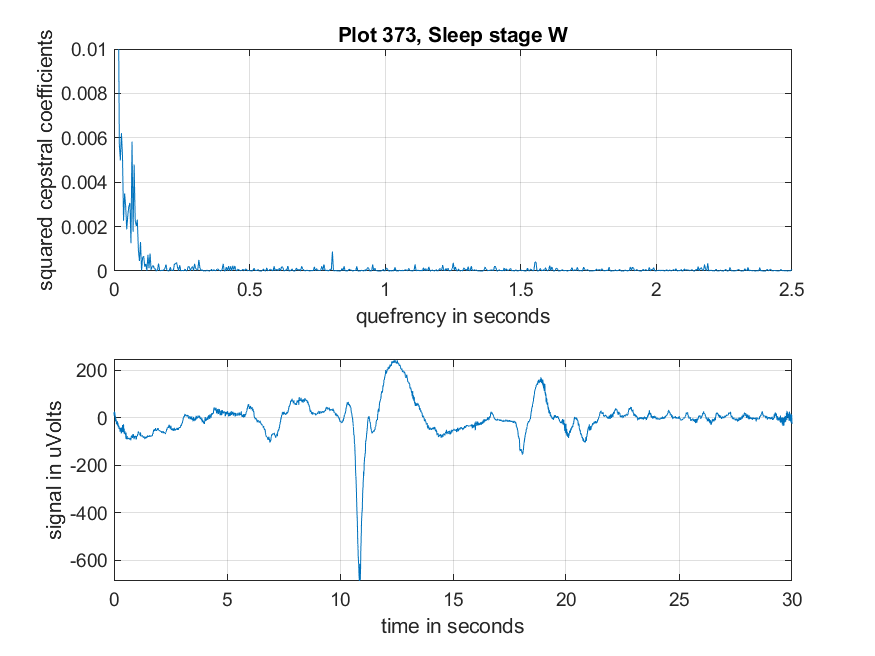 Plot 373, Sleep stage W
squared cepstral coefficients
0.01
0.008
0.006
0.004
0.002
0
0 0.5 1 1.5 2 2.5
quefrency in seconds
signal in uVolts
200
0
-200
-400
-600
0 5 10 15 20 25 30
time in seconds